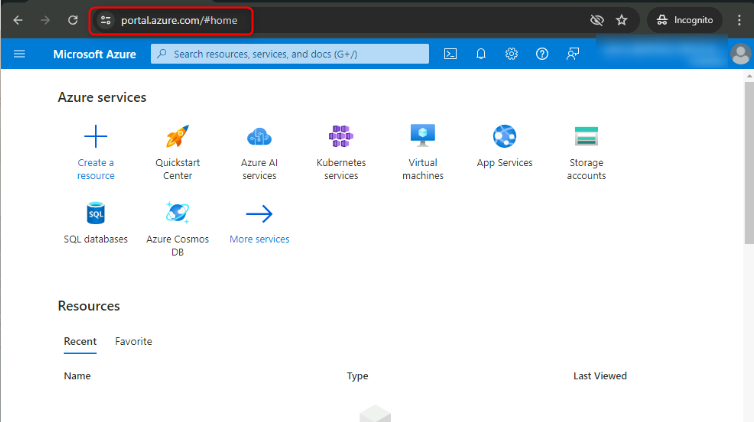 portal.azure.com/#home
Incognito
Microsoft Azure
Search resources, services, and docs (G+/)
Azure services
Create a resource
Quickstart Center
Azure AI services
Kubernetes services
Virtual machines
App Services
Storage accounts
SQL
SQL databases
Azure Cosmos DB
More services
Resources
Recent
Favorite
Name
Type
Last Viewed